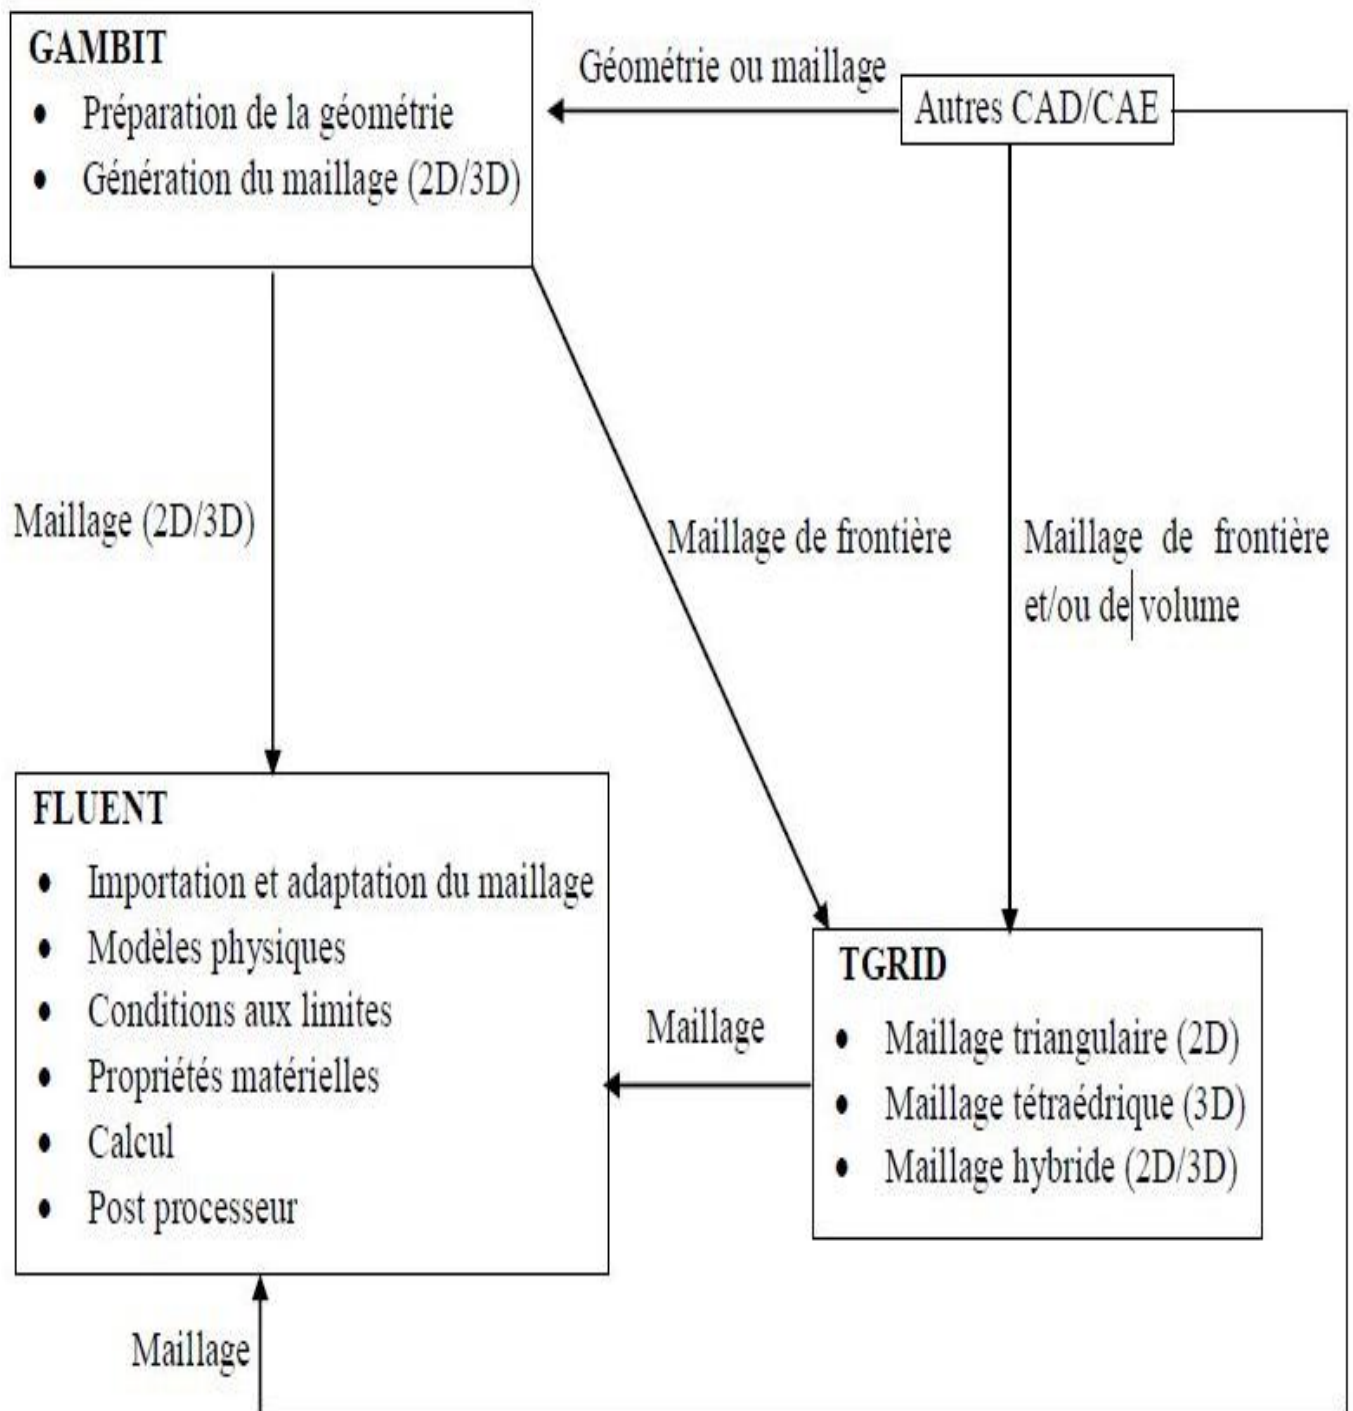 GAMBIT
• Préparation de la géométrie
• Génération du maillage (2D/3D)
Géométrie ou maillage
Autres CAD/CAE
Maillage (2D/3D)
Maillage de frontière
Maillage de frontière
et/ou de volume
FLUENT
• Importation et adaptation du maillage
• Modèles physiques
• Conditions aux limites
• Propriétés matérielles
• Calcul
• Post processeur
Maillage
TGRID
• Maillage triangulaire (2D)
• Maillage tétraédrique (3D)
• Maillage hybride (2D/3D)
Maillage